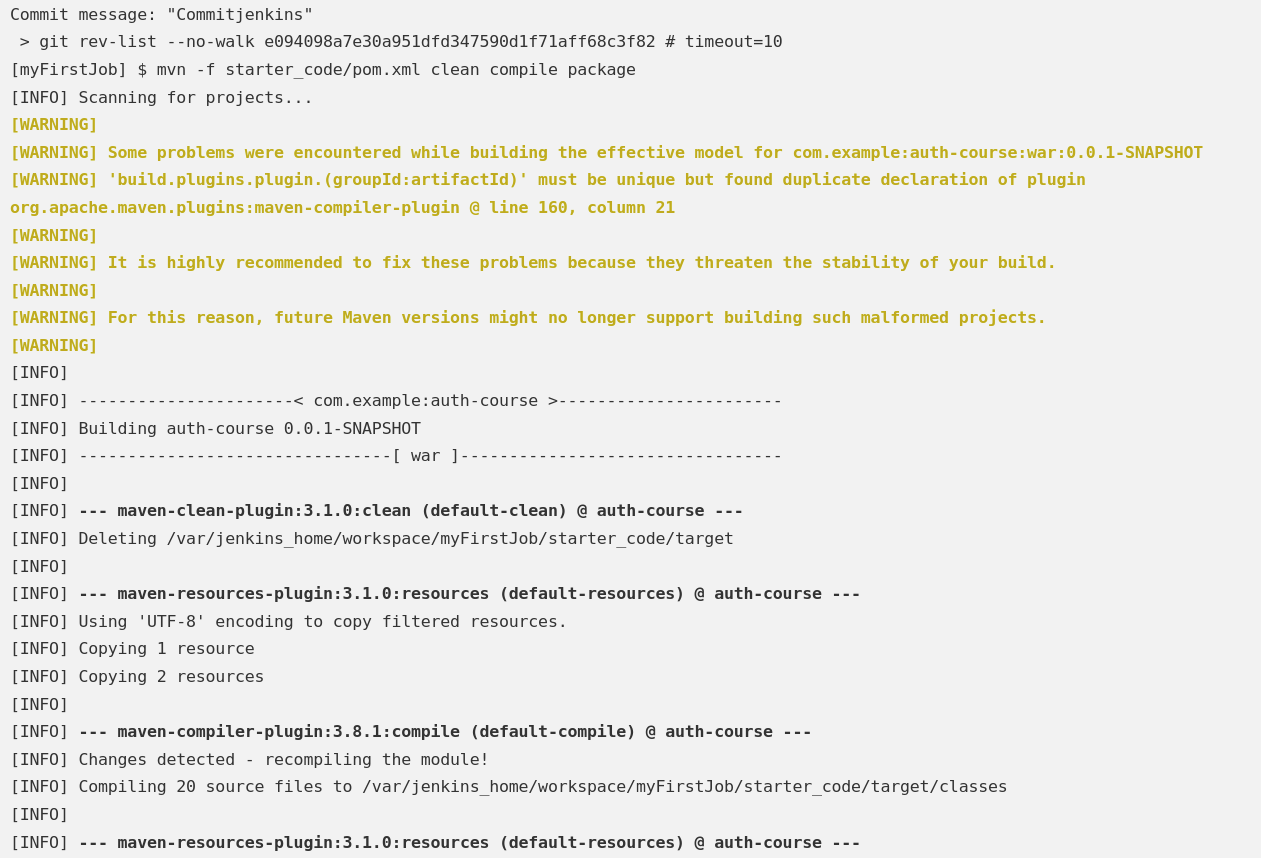 Commit message: "Commitjenkins"
 > git rev-list --no-walk e094098a7e30a951dfd347590d1f71aff68c3f82 # timeout=10
[myFirstJob] $ mvn -f starter_code/pom.xml clean compile package
[INFO] Scanning for projects...
[WARNING]
[WARNING] Some problems were encountered while building the effective model for com.example:auth-course:war:0.0.1-SNAPSHOT
[WARNING] 'build.plugins.plugin.(groupId:artifactId)' must be unique but found duplicate declaration of plugin
org.apache.maven.plugins:maven-compiler-plugin @ line 160, column 21
[WARNING]
[WARNING] It is highly recommended to fix these problems because they threaten the stability of your build.
[WARNING]
[WARNING] For this reason, future Maven versions might no longer support building such malformed projects.
[WARNING]
[INFO]
[INFO] ----------------------< com.example:auth-course >-----------------------
[INFO] Building auth-course 0.0.1-SNAPSHOT
[INFO] --------------------------------[ war ]---------------------------------
[INFO]
[INFO] --- maven-clean-plugin:3.1.0:clean (default-clean) @ auth-course ---
[INFO] Deleting /var/jenkins_home/workspace/myFirstJob/starter_code/target
[INFO]
[INFO] --- maven-resources-plugin:3.1.0:resources (default-resources) @ auth-course ---
[INFO] Using 'UTF-8' encoding to copy filtered resources.
[INFO] Copying 1 resource
[INFO] Copying 2 resources
[INFO]
[INFO] --- maven-compiler-plugin:3.8.1:compile (default-compile) @ auth-course ---
[INFO] Changes detected - recompiling the module!
[INFO] Compiling 20 source files to /var/jenkins_home/workspace/myFirstJob/starter_code/target/classes
[INFO]
[INFO] --- maven-resources-plugin:3.1.0:resources (default-resources) @ auth-course ---